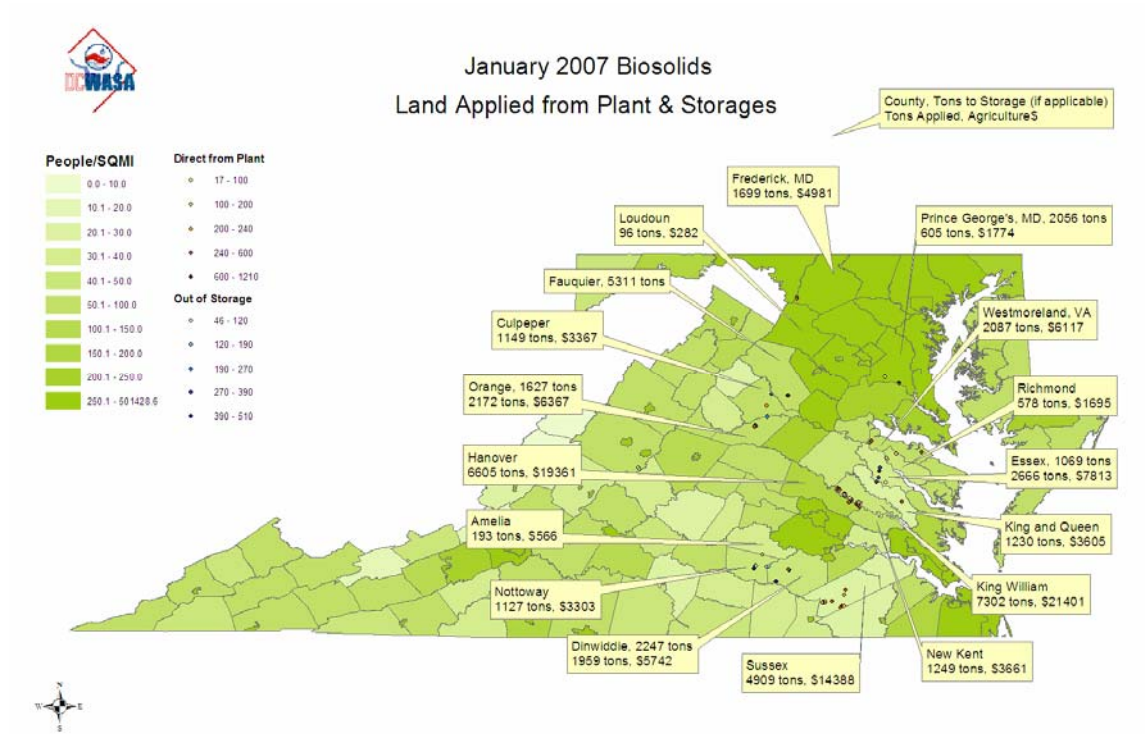 DCWASA
January 2007 Biosolids
Land Applied from Plant & Storages
County, Tons to Storage (if applicable)
Tons Applied, Agriculture$
People/SQMI
0.0 - 10.0
10.1 - 20.0
20.1 - 30.0
30.1 - 40.0
40.1 - 50.0
50.1 - 100.0
100.1 - 150.0
150.1 - 200.0
200.1 - 250.0
250.1 - 501428.6
Direct from Plant
17 - 100
100 - 200
200 - 240
240 - 600
600 - 1210
Out of Storage
46 - 120
120 - 190
190 - 270
270 - 390
390 - 510
Frederick, MD
1699 tons, $4981
Loudoun
96 tons, $282
Prince George's, MD, 2056 tons
605 tons, $1774
Fauquier, 5311 tons
Westmoreland, VA
2087 tons, $6117
Culpeper
1149 tons, $3367
Orange, 1627 tons
2172 tons, $6367
Richmond
578 tons, $1695
Hanover
6605 tons, $19361
Essex, 1069 tons
2666 tons, $7813
Amelia
193 tons, $566
King and Queen
1230 tons, $3605
Nottoway
1127 tons, $3303
King William
7302 tons, $21401
Dinwiddie, 2247 tons
1959 tons, $5742
Sussex
4909 tons, $14388
New Kent
1249 tons, $3661
N
W
E
S